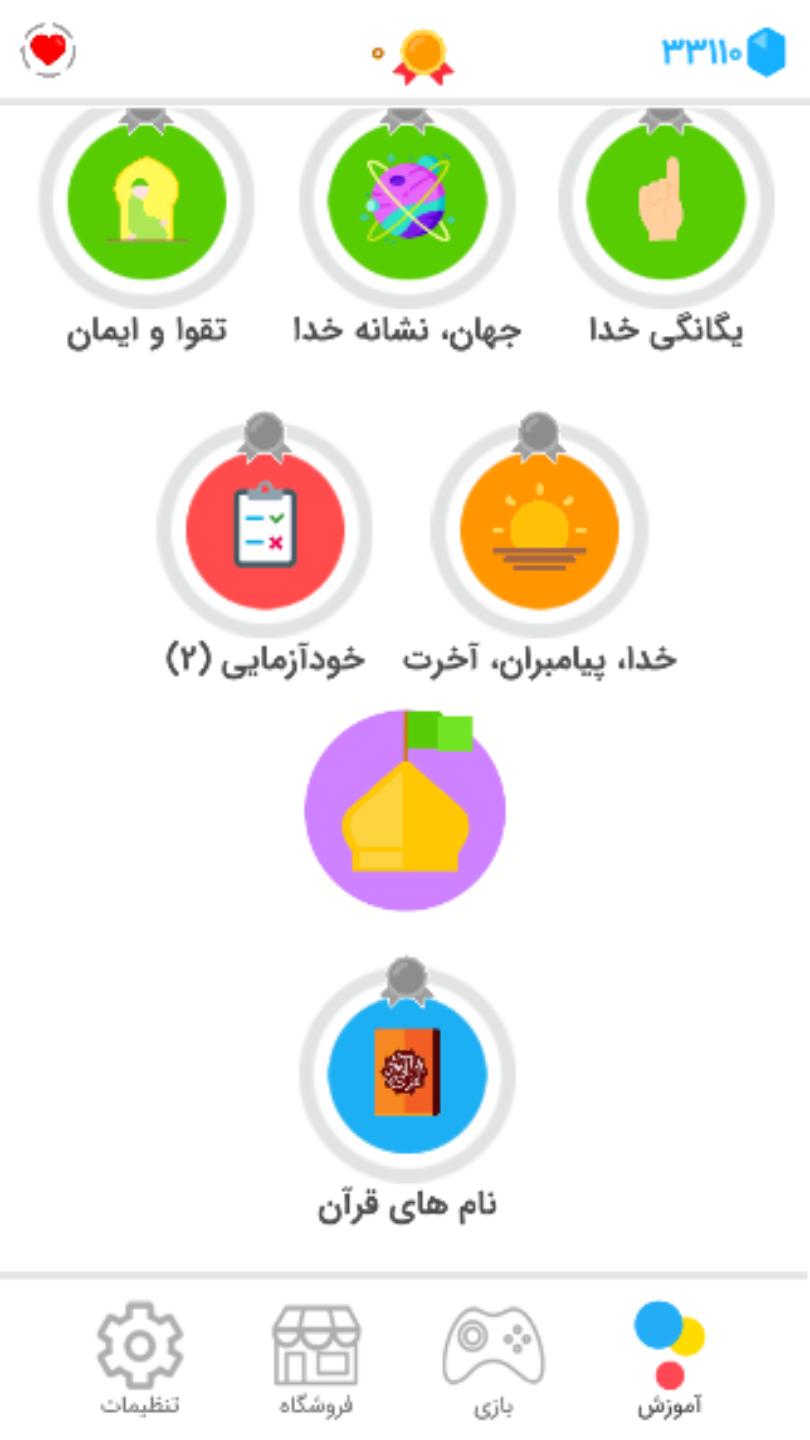 ۳۳۱۱۰
۰
یگانگی خدا
جهان، نشانه خدا
تقوا و ایمان
خدا، پیامبران، آخرت
خودآزمایی (۲)
نام های قرآن
آموزش
بازی
فروشگاه
تنظیمات